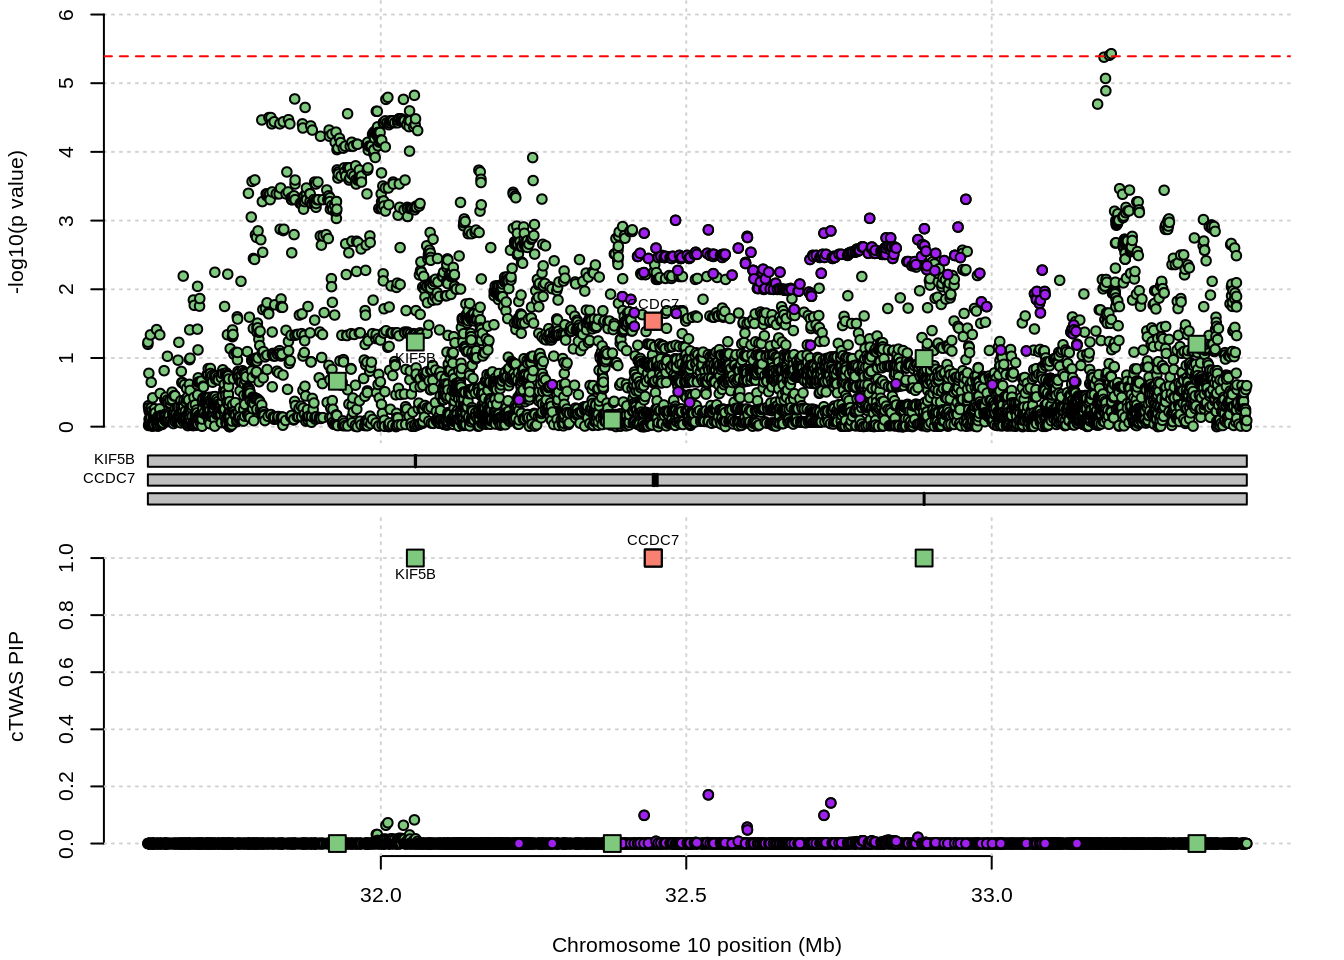 6
5
4
3
2
1
0
-log10(p value)
CCDC7
KIF5B
KIF5B
CCDC7
CCDC7
KIF5B
1.0
0.8
0.6
0.4
0.2
0.0
cTWAS PIP
32.0
32.5
33.0
Chromosome 10 position (Mb)